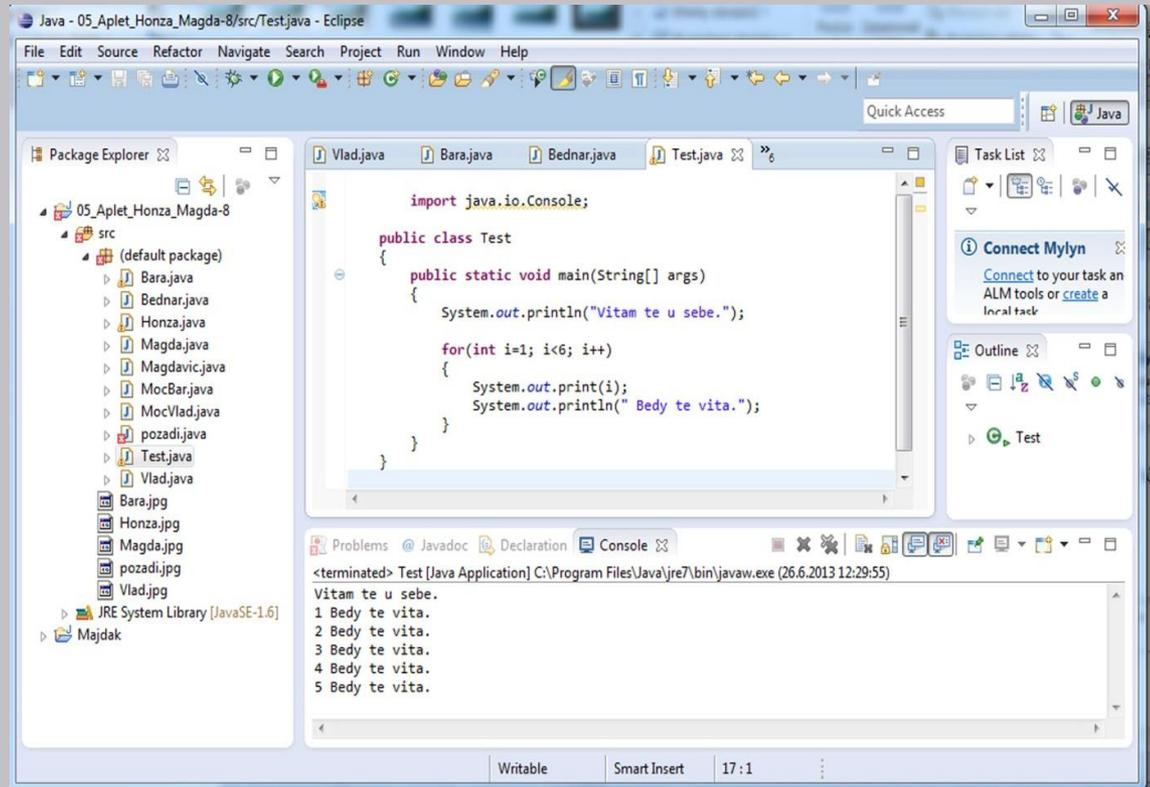 Java - 05_Aplet_Honza_Magda-8/src/Test.java - Eclipse
File Edit Source Refactor Navigate Search Project Run Window Help
Quick Access
Java
Package Explorer
05_Aplet_Honza_Magda-8
src
(default package)
Bara.java
Bednar.java
Honza.java
Magda.java
Magdavic.java
MocBar.java
MocVlad.java
pozadi.java
Test.java
Vlad.java
Bara.jpg
Honza.jpg
Magda.jpg
pozadi.jpg
Vlad.jpg
JRE System Library [JavaSE-1.6]
Majdak
Vlad.java Bara.java Bednar.java Test.java »6
import java.io.Console;
public class Test
{
public static void main(String[] args)
{
System.out.println("Vitam te u sebe.");
for(int i=1; i<6; i++)
{
System.out.print(i);
System.out.println(" Bedy te vita.");
}
}
}
Task List
Connect Mylyn
Connect to your task an
ALM tools or create a
local task
Outline
Test
Problems @ Javadoc Declaration Console
<terminated> Test [Java Application] C:\Program Files\Java\jre7\bin\javaw.exe (26.6.2013 12:29:55)
Vitam te u sebe.
1 Bedy te vita.
2 Bedy te vita.
3 Bedy te vita.
4 Bedy te vita.
5 Bedy te vita.
Writable Smart Insert 17:1